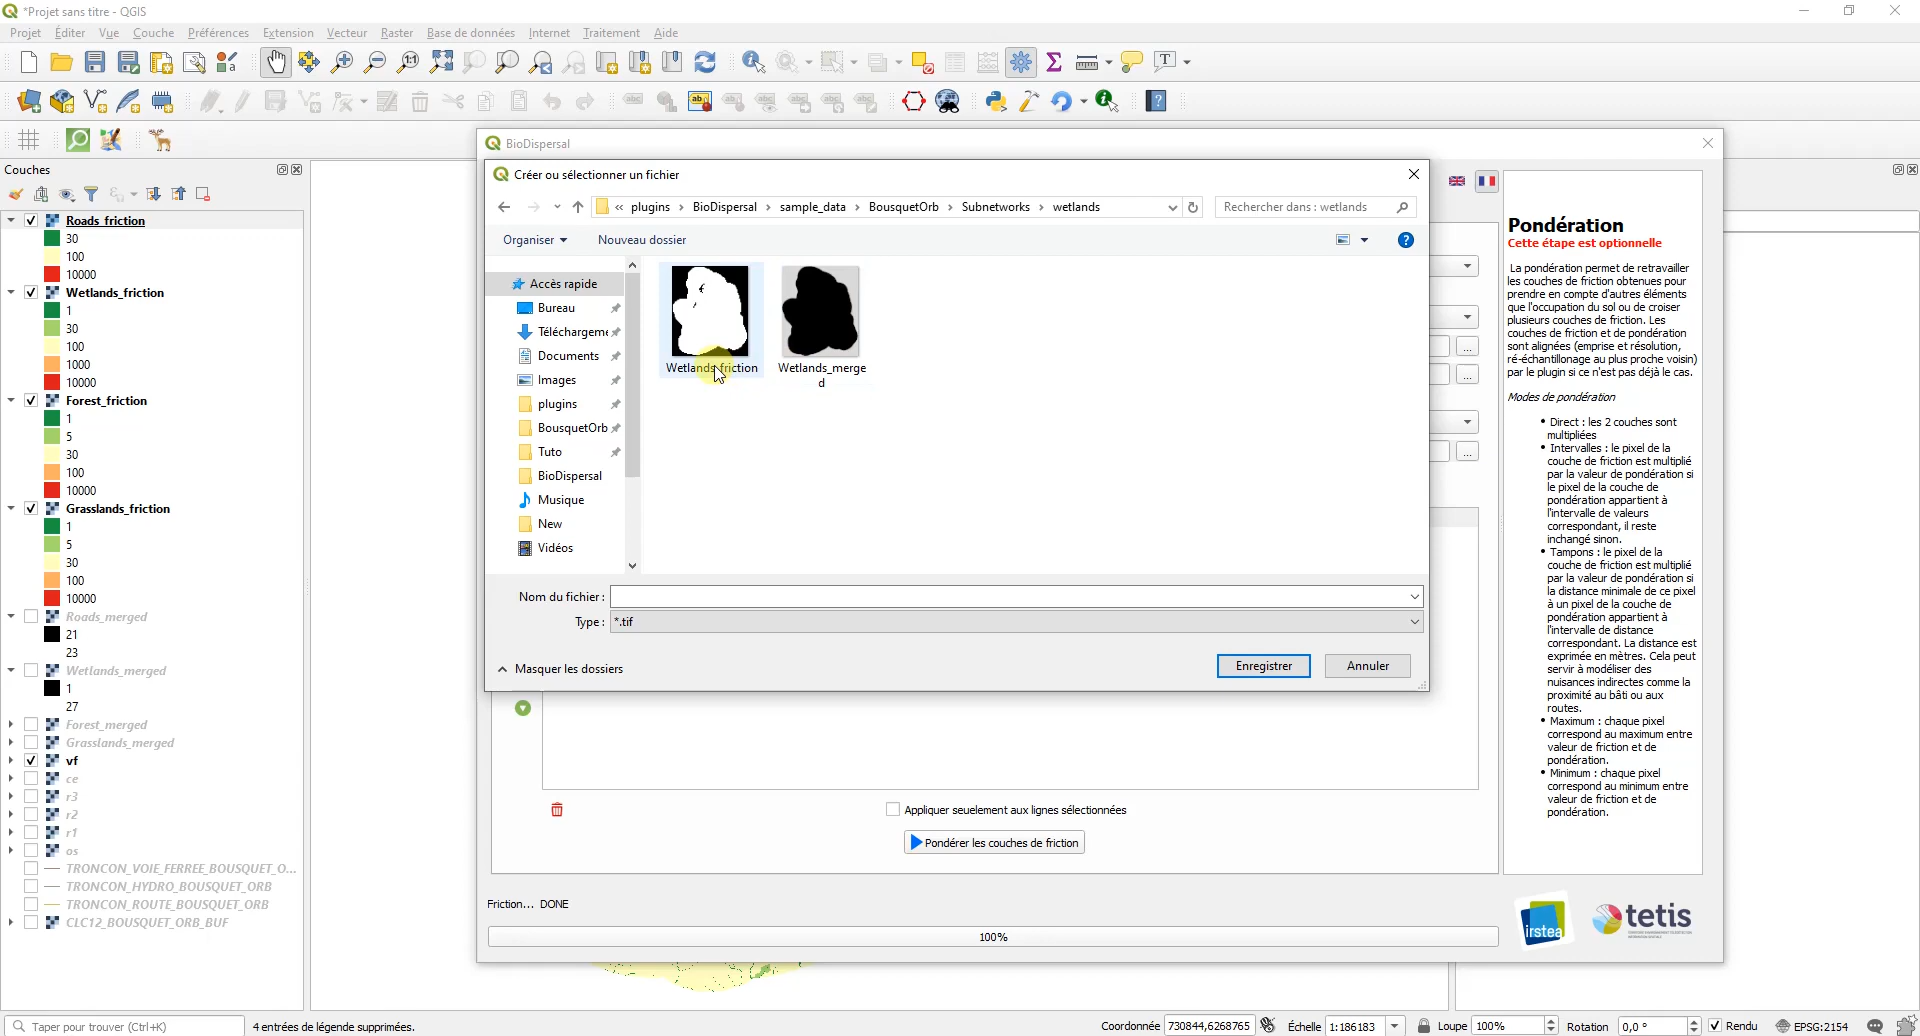 *Projet sans titre - QGIS
Projet Éditer Vue Couche Préférences Extension Vecteur Raster Base de données Internet Traitement Aide
Couches
Roads_friction
30
100
10000
Wetlands_friction
1
30
100
1000
10000
Forest_friction
1
5
30
100
10000
Grasslands_friction
1
5
30
100
10000
Roads_merged
21
23
Wetlands_merged
1
27
Forest_merged
Grasslands_merged
vf
ce
r3
r2
r1
os
TRONCON_VOIE_FERREE_BOUSQUET_O...
TRONCON_HYDRO_BOUSQUET_ORB
TRONCON_ROUTE_BOUSQUET_ORB
CLC12_BOUSQUET_ORB_BUF
BioDispersal
Créer ou sélectionner un fichier
« plugins › BioDispersal › sample_data › BousquetOrb › Subnetworks › wetlands
Rechercher dans : wetlands
Organiser Nouveau dossier
Accès rapide
Bureau
Téléchargeme
Documents
Images
plugins
BousquetOrb
Tuto
BioDispersal
Musique
New
Vidéos
Wetlands_friction
Wetlands_merge
d
Nom du fichier :
Type : *.tif
Masquer les dossiers
Enregistrer Annuler
Appliquer seuelement aux lignes sélectionnées
Pondérer les couches de friction
Friction... DONE
100%
Pondération
Cette étape est optionnelle
La pondération permet de retravailler
les couches de friction obtenues pour
prendre en compte d'autres éléments
que l'occupation du sol ou de croiser
plusieurs couches de friction. Les
couches de friction et de pondération
sont alignées (emprise et résolution,
ré-échantillonage au plus proche voisin)
par le plugin si ce n'est pas déjà le cas.
Modes de pondération
• Direct : les 2 couches sont
multipliées
• Intervalles : le pixel de la
couche de friction est multiplié
par la valeur de pondération si
le pixel de la couche de
pondération appartient à
l'intervalle de valeurs
correspondant, il reste
inchangé sinon.
• Tampons : le pixel de la
couche de friction est multiplié
par la valeur de pondération si
la distance minimale de ce pixel
à un pixel de la couche de
pondération appartient à
l'intervalle de distance
correspondant. La distance est
exprimée en mètres. Cela peut
servir à modéliser des
nuisances indirectes comme la
proximité au bâti ou aux
routes.
• Maximum : chaque pixel
correspond au maximum entre
valeur de friction et de
pondération.
• Minimum : chaque pixel
correspond au minimum entre
valeur de friction et de
pondération.
irstea
tetis
Taper pour trouver (Ctrl+K)
4 entrées de légende supprimées.
Coordonnée 730844,6268765 Échelle 1:186183 Loupe 100% Rotation 0,0 ° Rendu EPSG:2154